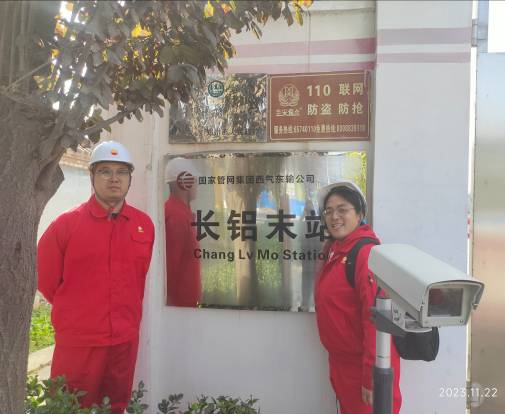 110 联网
防盗 防抢
国家管网集团西气东输公司
长铝末站
Chang Lv Mo Station
2023.11.22